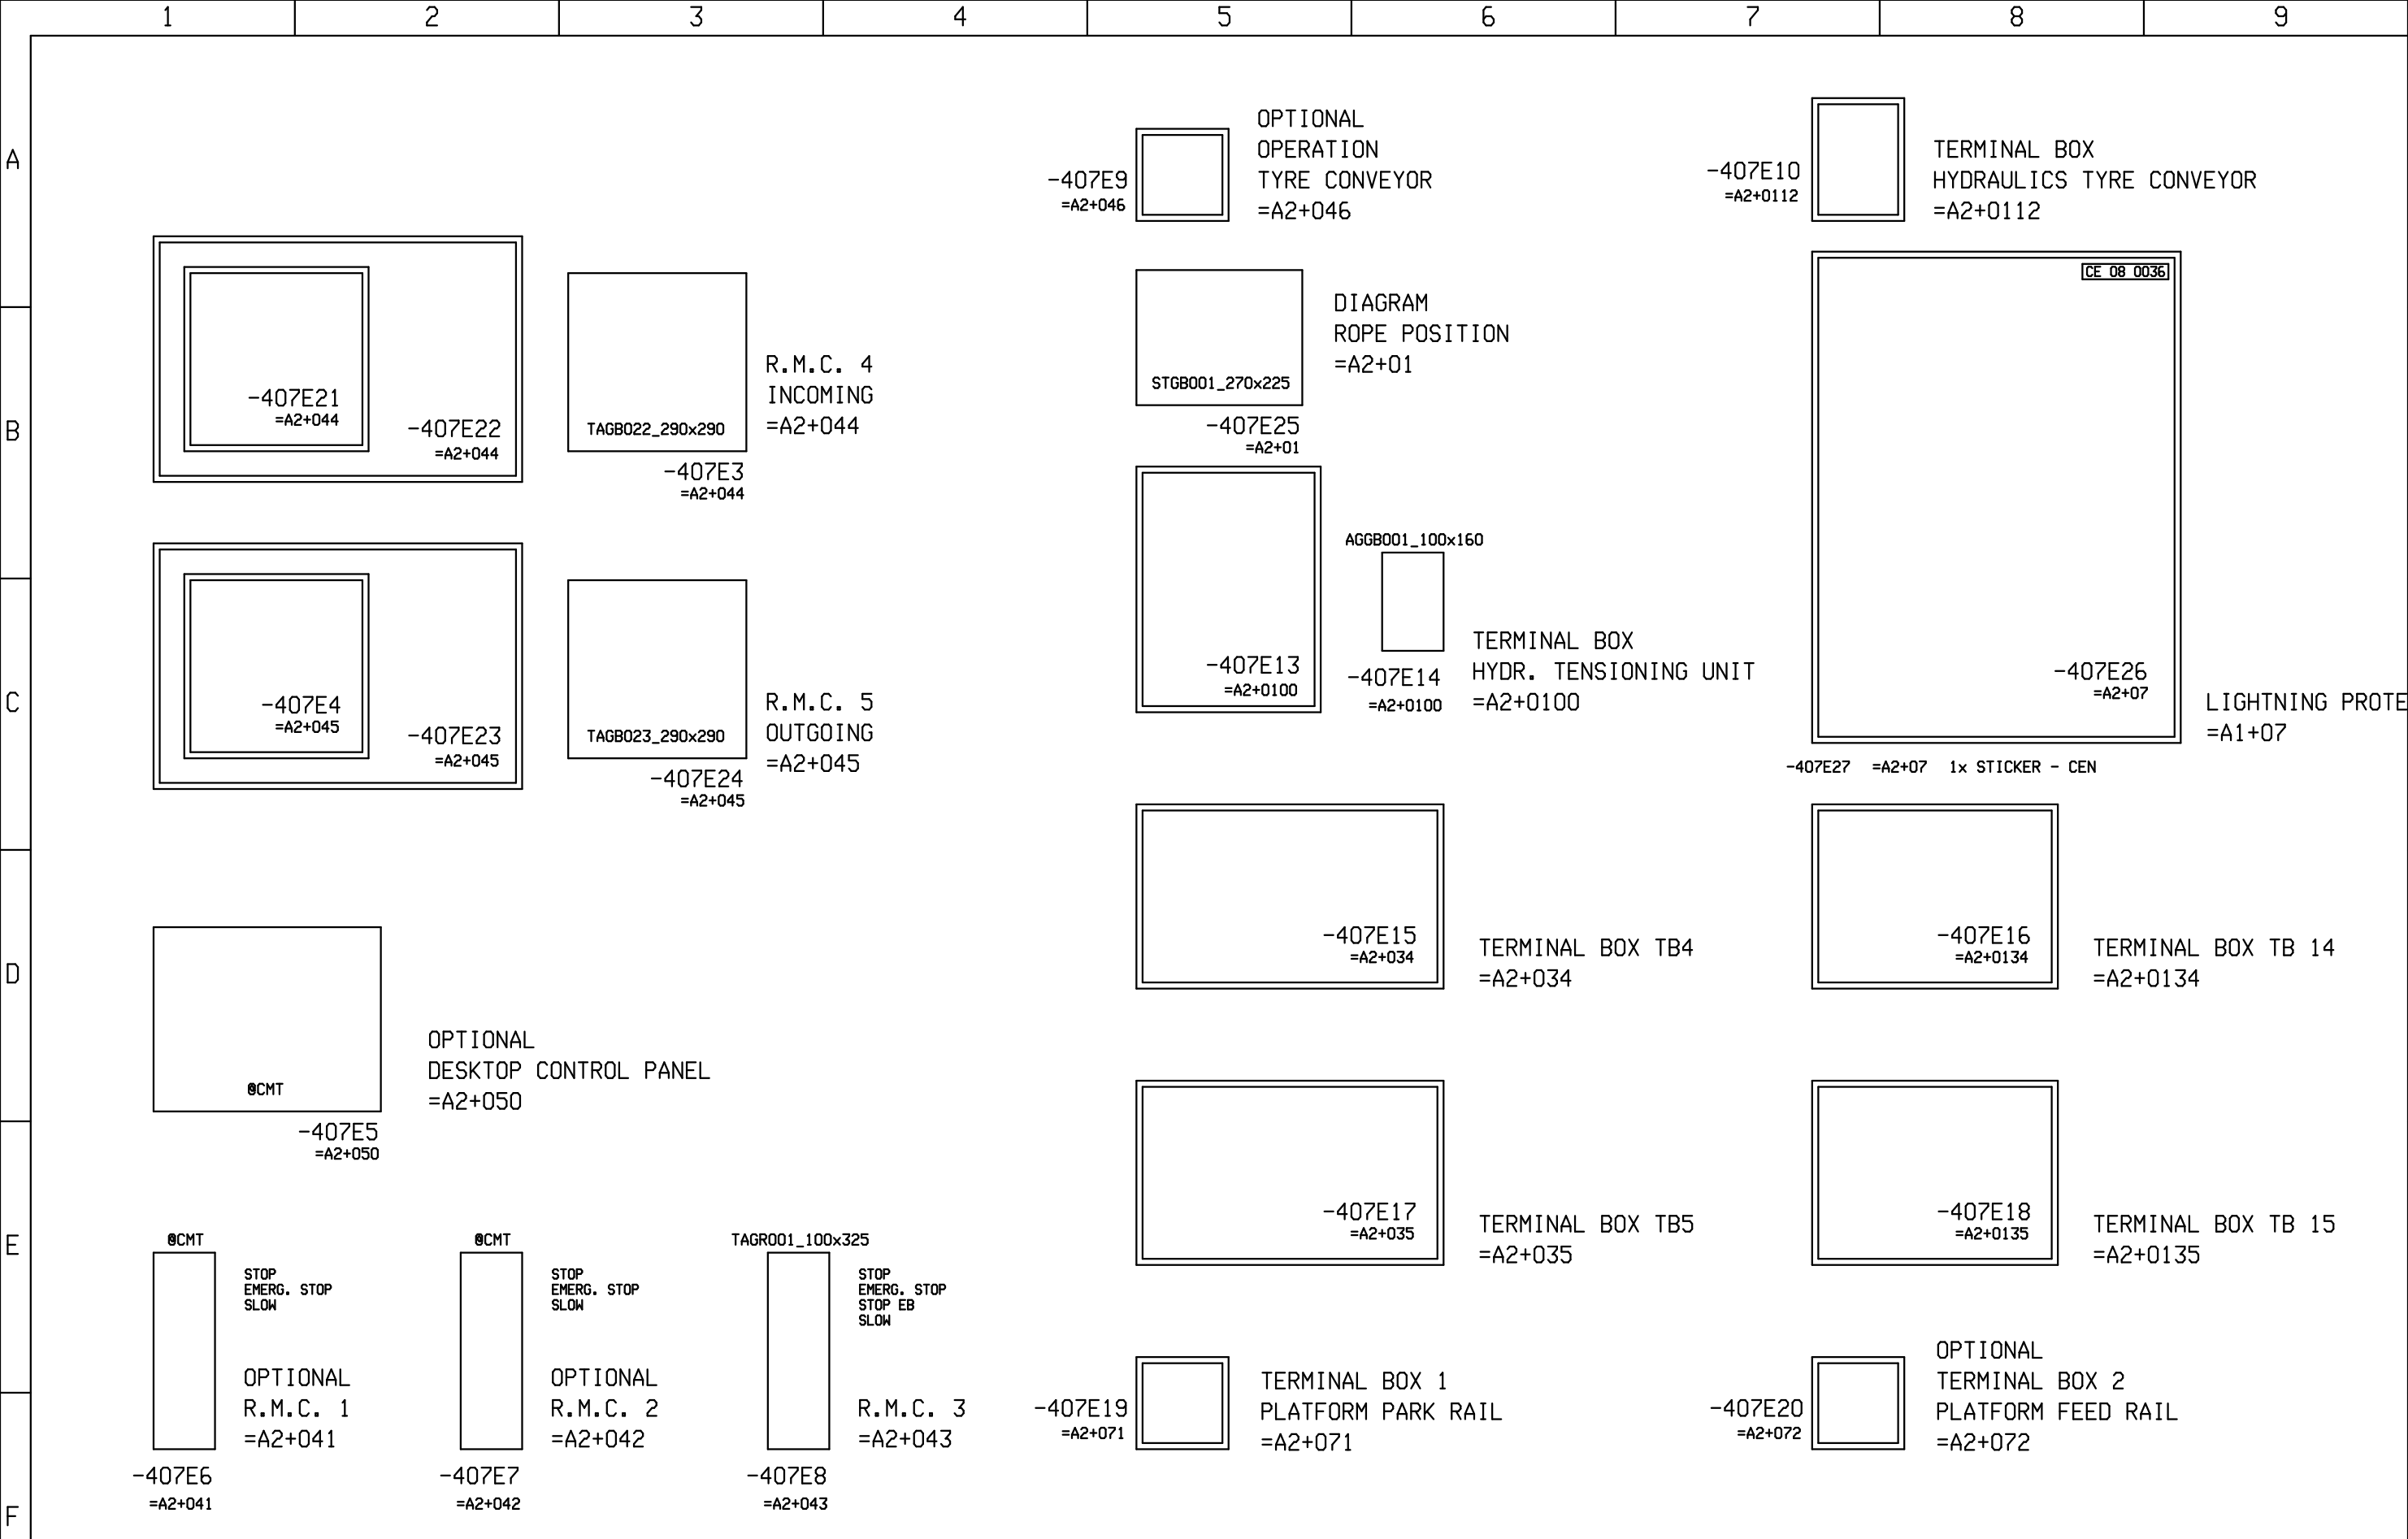 1 2 3 4 5 6 7 8 9
A
B
C
D
E
F
-407E9
=A2+046
OPTIONAL
OPERATION
TYRE CONVEYOR
=A2+046
-407E10
=A2+0112
TERMINAL BOX
HYDRAULICS TYRE CONVEYOR
=A2+0112
-407E21
=A2+044
-407E22
=A2+044
TAGB022_290x290
-407E3
=A2+044
R.M.C. 4
INCOMING
=A2+044
STGB001_270x225
-407E25
=A2+01
DIAGRAM
ROPE POSITION
=A2+01
CE 08 0036
-407E26
=A2+07
LIGHTNING PROTE
=A1+07
-407E27 =A2+07 1x STICKER - CEN
-407E4
=A2+045
-407E23
=A2+045
TAGB023_290x290
-407E24
=A2+045
R.M.C. 5
OUTGOING
=A2+045
-407E13
=A2+0100
AGGB001_100x160
-407E14
=A2+0100
TERMINAL BOX
HYDR. TENSIONING UNIT
=A2+0100
@CMT
-407E5
=A2+050
OPTIONAL
DESKTOP CONTROL PANEL
=A2+050
-407E15
=A2+034
TERMINAL BOX TB4
=A2+034
-407E16
=A2+0134
TERMINAL BOX TB 14
=A2+0134
-407E17
=A2+035
TERMINAL BOX TB5
=A2+035
-407E18
=A2+0135
TERMINAL BOX TB 15
=A2+0135
@CMT
STOP
EMERG. STOP
SLOW
OPTIONAL
R.M.C. 1
=A2+041
-407E6
=A2+041
@CMT
STOP
EMERG. STOP
SLOW
OPTIONAL
R.M.C. 2
=A2+042
-407E7
=A2+042
TAGR001_100x325
STOP
EMERG. STOP
STOP EB
SLOW
R.M.C. 3
=A2+043
-407E8
=A2+043
-407E19
=A2+071
TERMINAL BOX 1
PLATFORM PARK RAIL
=A2+071
-407E20
=A2+072
OPTIONAL
TERMINAL BOX 2
PLATFORM FEED RAIL
=A2+072